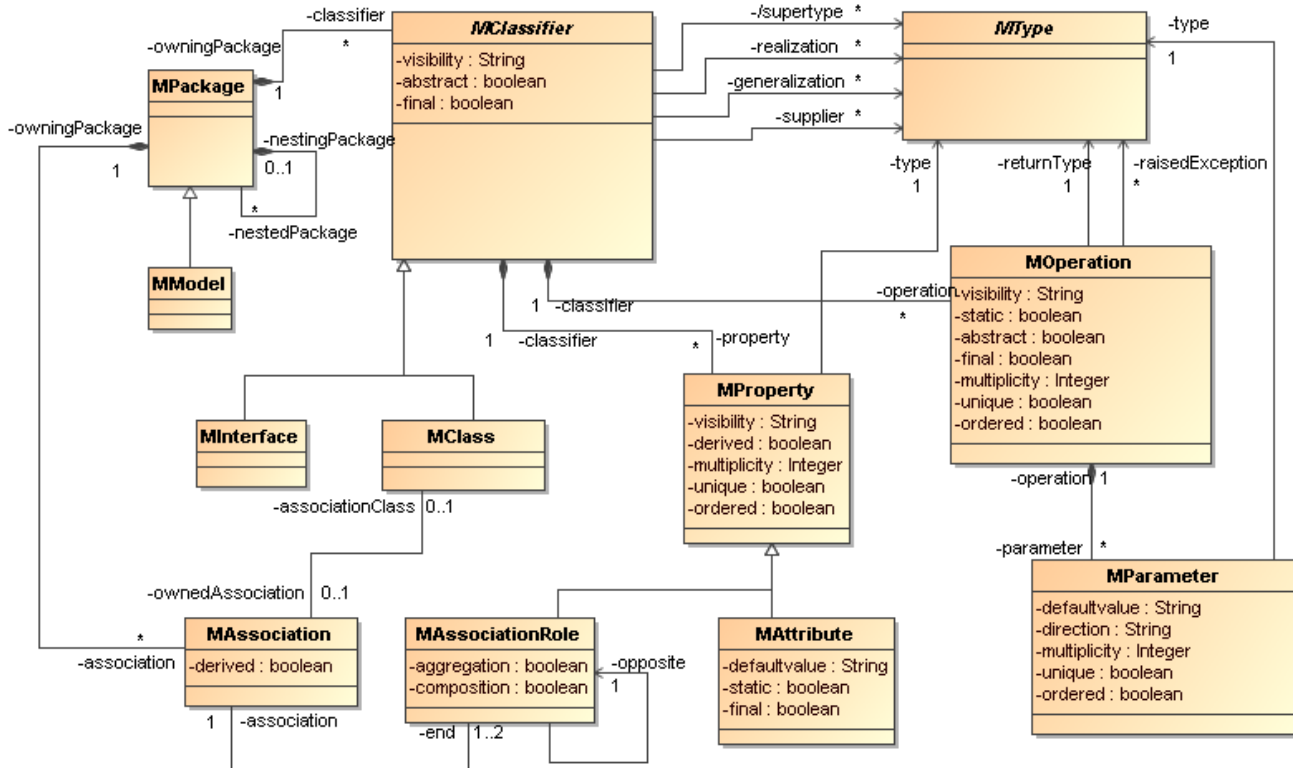 -classifier
*
-owningPackage
1
MPackage
-owningPackage
1
-nestingPackage
0..1
*
-nestedPackage
MModel
MClassifier
-visibility : String
-abstract : boolean
-final : boolean
-/supertype *
-realization *
-generalization *
-supplier *
MType
-type
1
-type
1
-returnType
1
-raisedException
*
1 -classifier
-operation
*
1 -classifier
* -property
MOperation
-visibility : String
-static : boolean
-abstract : boolean
-final : boolean
-multiplicity : Integer
-unique : boolean
-ordered : boolean
MInterface
MClass
MProperty
-visibility : String
-derived : boolean
-multiplicity : Integer
-unique : boolean
-ordered : boolean
-associationClass 0..1
-ownedAssociation 0..1
-operation 1
-parameter *
MParameter
-defaultvalue : String
-direction : String
-multiplicity : Integer
-unique : boolean
-ordered : boolean
*
-association
MAssociation
-derived : boolean
1 -association
MAssociationRole
-aggregation : boolean
-composition : boolean
-opposite
1
-end 1..2
MAttribute
-defaultvalue : String
-static : boolean
-final : boolean